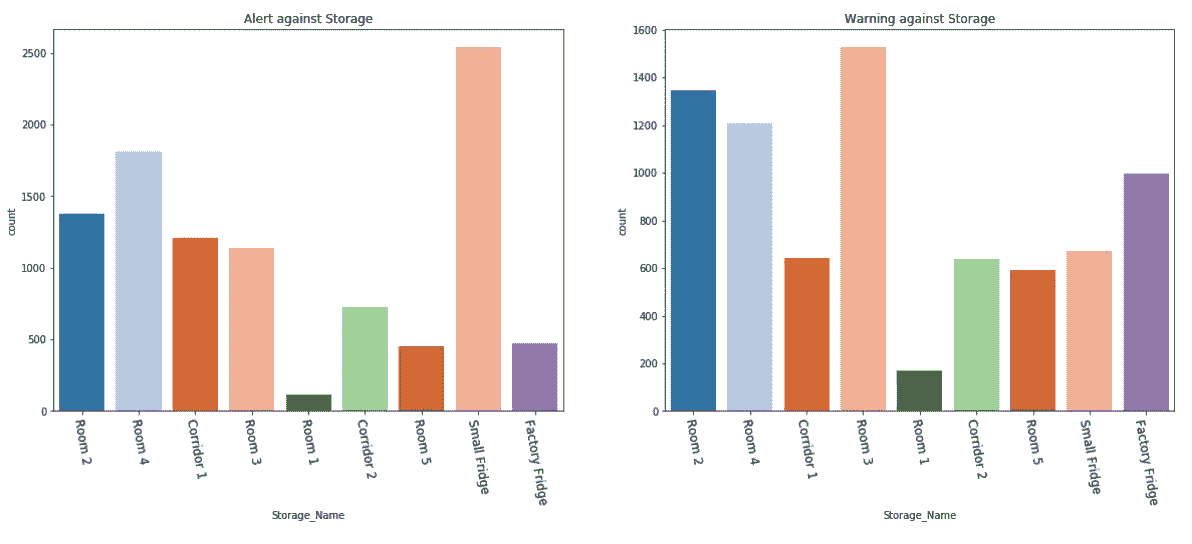 Alert against Storage
2500
2000
1500
1000
500
0
count
Room 2
Room 4
Corridor 1
Room 3
Room 1
Corridor 2
Room 5
Small Fridge
Factory Fridge
Storage_Name
Warning against Storage
1600
1400
1200
1000
800
600
400
200
0
count
Room 2
Room 4
Corridor 1
Room 3
Room 1
Corridor 2
Room 5
Small Fridge
Factory Fridge
Storage_Name